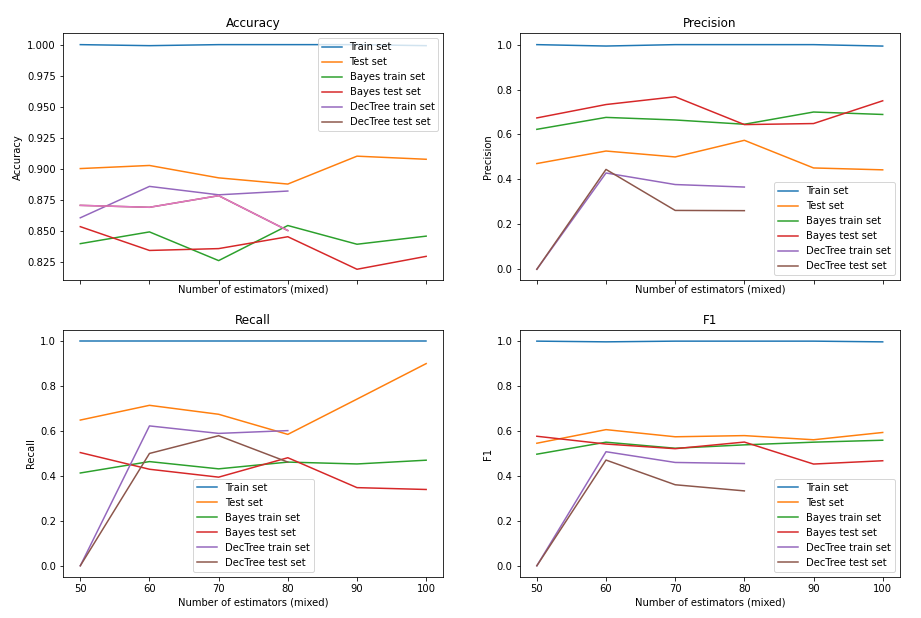 Accuracy
Accuracy
1.000
0.975
0.950
0.925
0.900
0.875
0.850
0.825
Train set
Test set
Bayes train set
Bayes test set
DecTree train set
DecTree test set
Number of estimators (mixed)
Precision
Precision
1.0
0.8
0.6
0.4
0.2
0.0
Train set
Test set
Bayes train set
Bayes test set
DecTree train set
DecTree test set
Number of estimators (mixed)
Recall
Recall
1.0
0.8
0.6
0.4
0.2
0.0
Train set
Test set
Bayes train set
Bayes test set
DecTree train set
DecTree test set
50 60 70 80 90 100
Number of estimators (mixed)
F1
F1
1.0
0.8
0.6
0.4
0.2
0.0
Train set
Test set
Bayes train set
Bayes test set
DecTree train set
DecTree test set
50 60 70 80 90 100
Number of estimators (mixed)